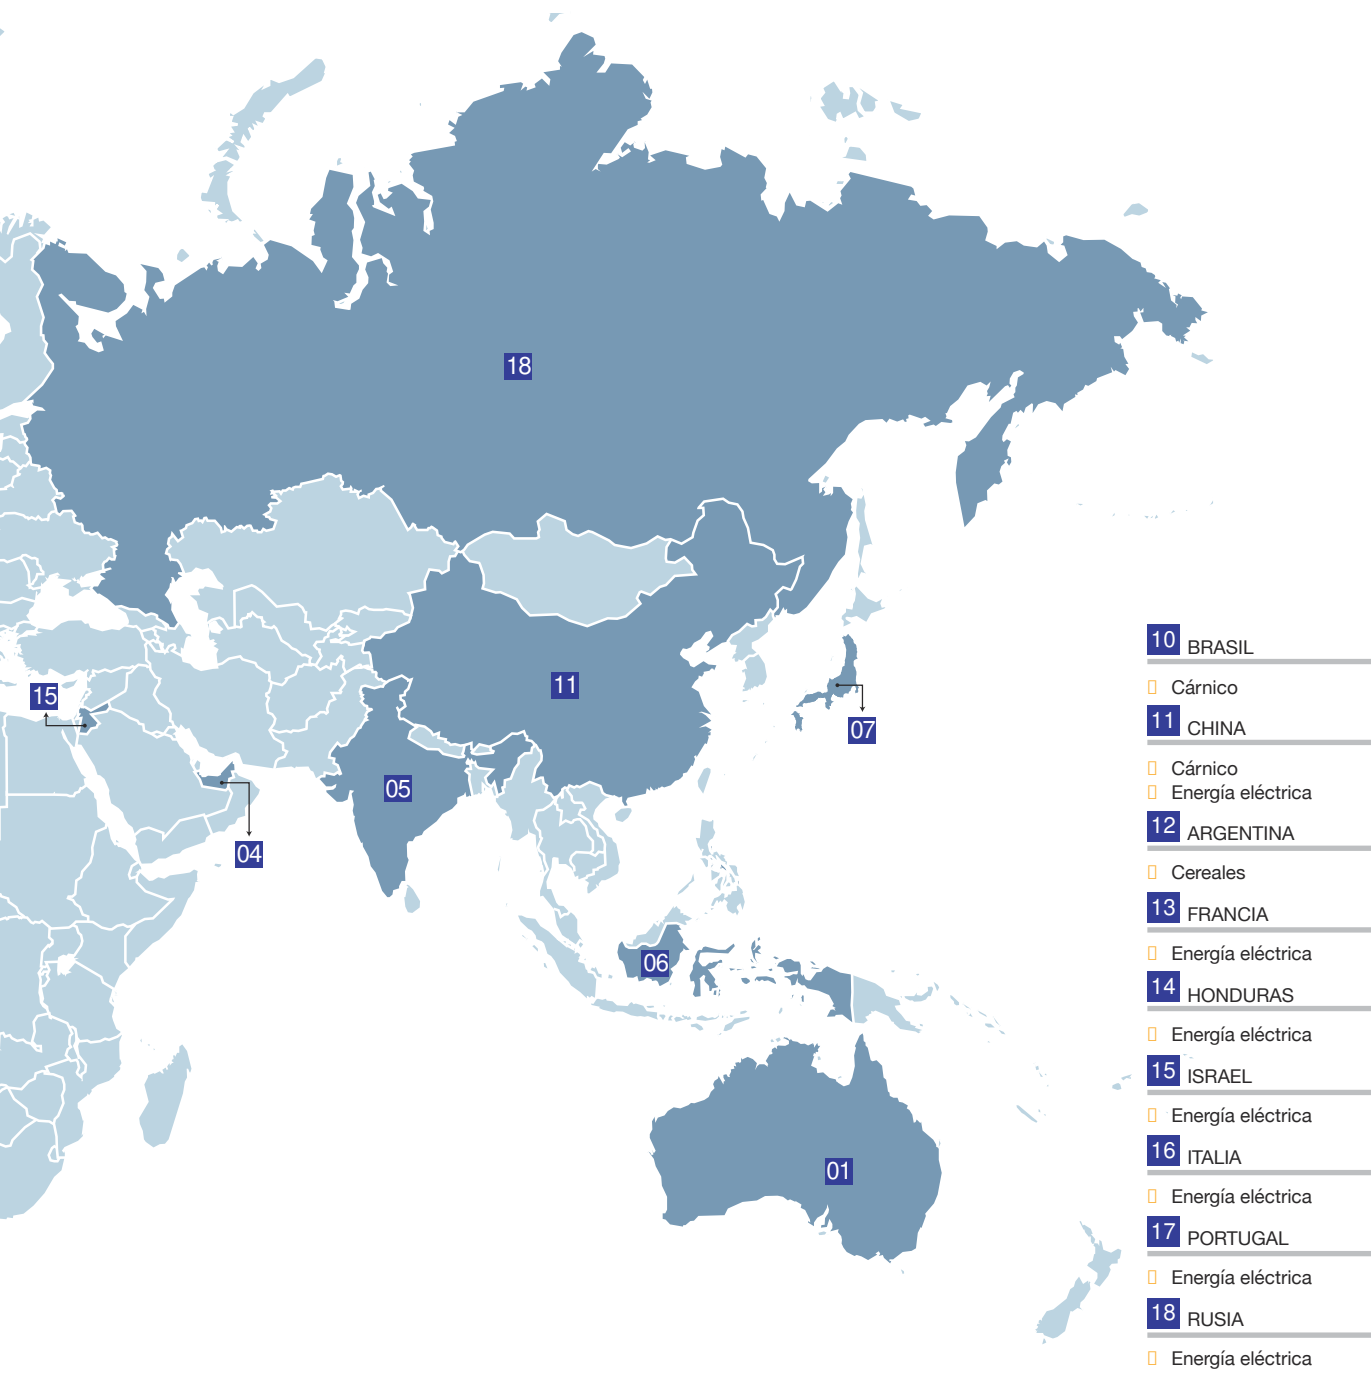 18
15
11
07
05
04
06
01
10 BRASIL
Cárnico
11 CHINA
Cárnico
Energía eléctrica
12 ARGENTINA
Cereales
13 FRANCIA
Energía eléctrica
14 HONDURAS
Energía eléctrica
15 ISRAEL
Energía eléctrica
16 ITALIA
Energía eléctrica
17 PORTUGAL
Energía eléctrica
18 RUSIA
Energía eléctrica